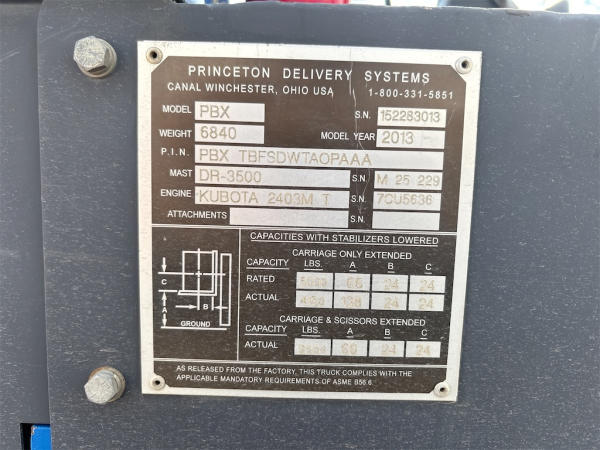 PRINCETON DELIVERY SYSTEMS
CANAL WINCHESTER, OHIO USA 1-800-331-5851
MODEL PBX S.N. 152283013
WEIGHT 6840 MODEL YEAR 2013
P.I.N. PBX TBFSDWTAOPAAA
MAST DR-3500 S.N. M 25 229
ENGINE KUBOTA 2403M T S.N. 7CU5636
ATTACHMENTS S.N.
CAPACITIES WITH STABILIZERS LOWERED
CARRIAGE ONLY EXTENDED
CAPACITY LBS. A B C
RATED 66 24 24
ACTUAL 138 24 24
CARRIAGE & SCISSORS EXTENDED
CAPACITY LBS. A B C
ACTUAL 24 24
C
B
A
GROUND
AS RELEASED FROM THE FACTORY, THIS TRUCK COMPLIES WITH THE
APPLICABLE MANDATORY REQUIREMENTS OF ASME B56.6.